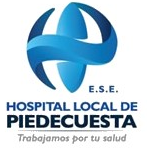 E.S.E.
HOSPITAL LOCAL DE
PIEDECUESTA
Trabajamos por tu salud